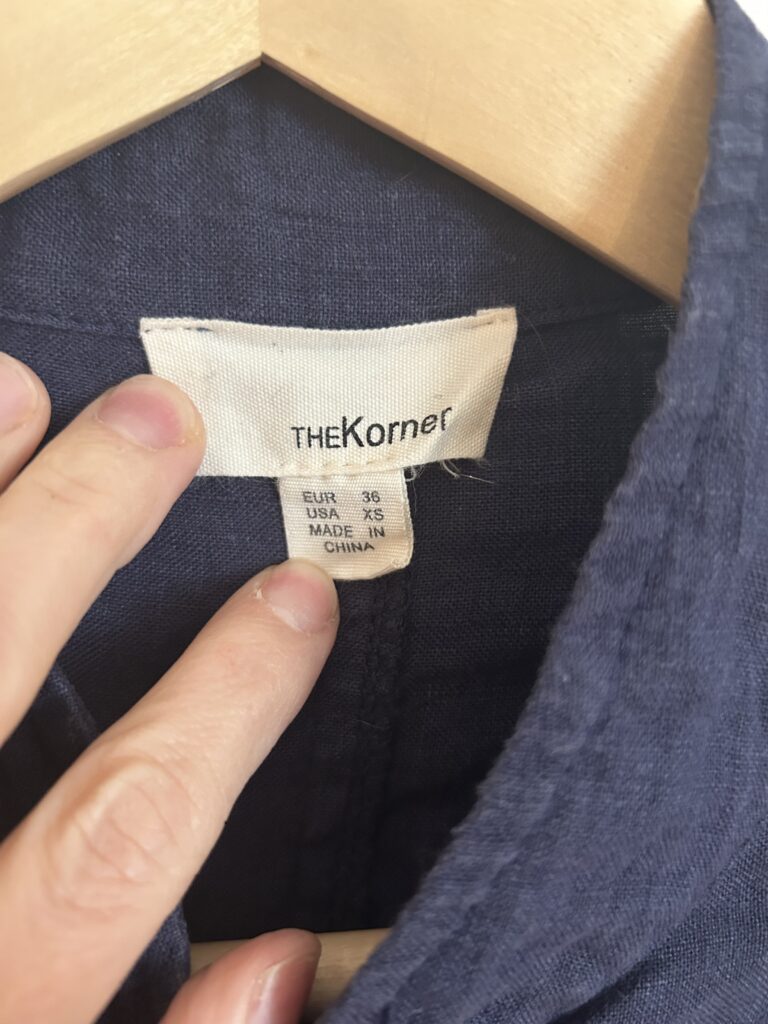 THEKorner
EUR 36
USA XS
MADE IN
CHINA